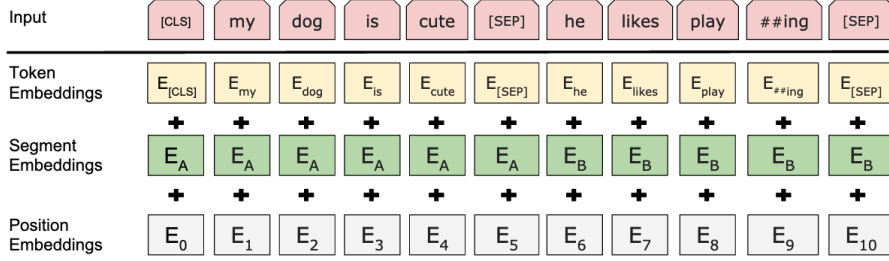 Input [CLS] my dog is cute [SEP] he likes play ##ing [SEP]
Token Embeddings E[CLS] Emy Edog Eis Ecute E[SEP] Ehe Elikes Eplay E##ing E[SEP]
+ + + + + + + + + + +
Segment Embeddings EA EA EA EA EA EA EB EB EB EB EB
+ + + + + + + + + + +
Position Embeddings E0 E1 E2 E3 E4 E5 E6 E7 E8 E9 E10